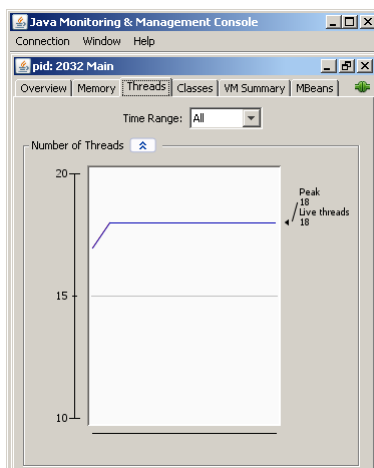 Java Monitoring & Management Console
Connection Window Help
pid: 2032 Main
Overview Memory Threads Classes VM Summary MBeans
Time Range: All
Number of Threads
20
Peak
18
Live threads
18
15
10